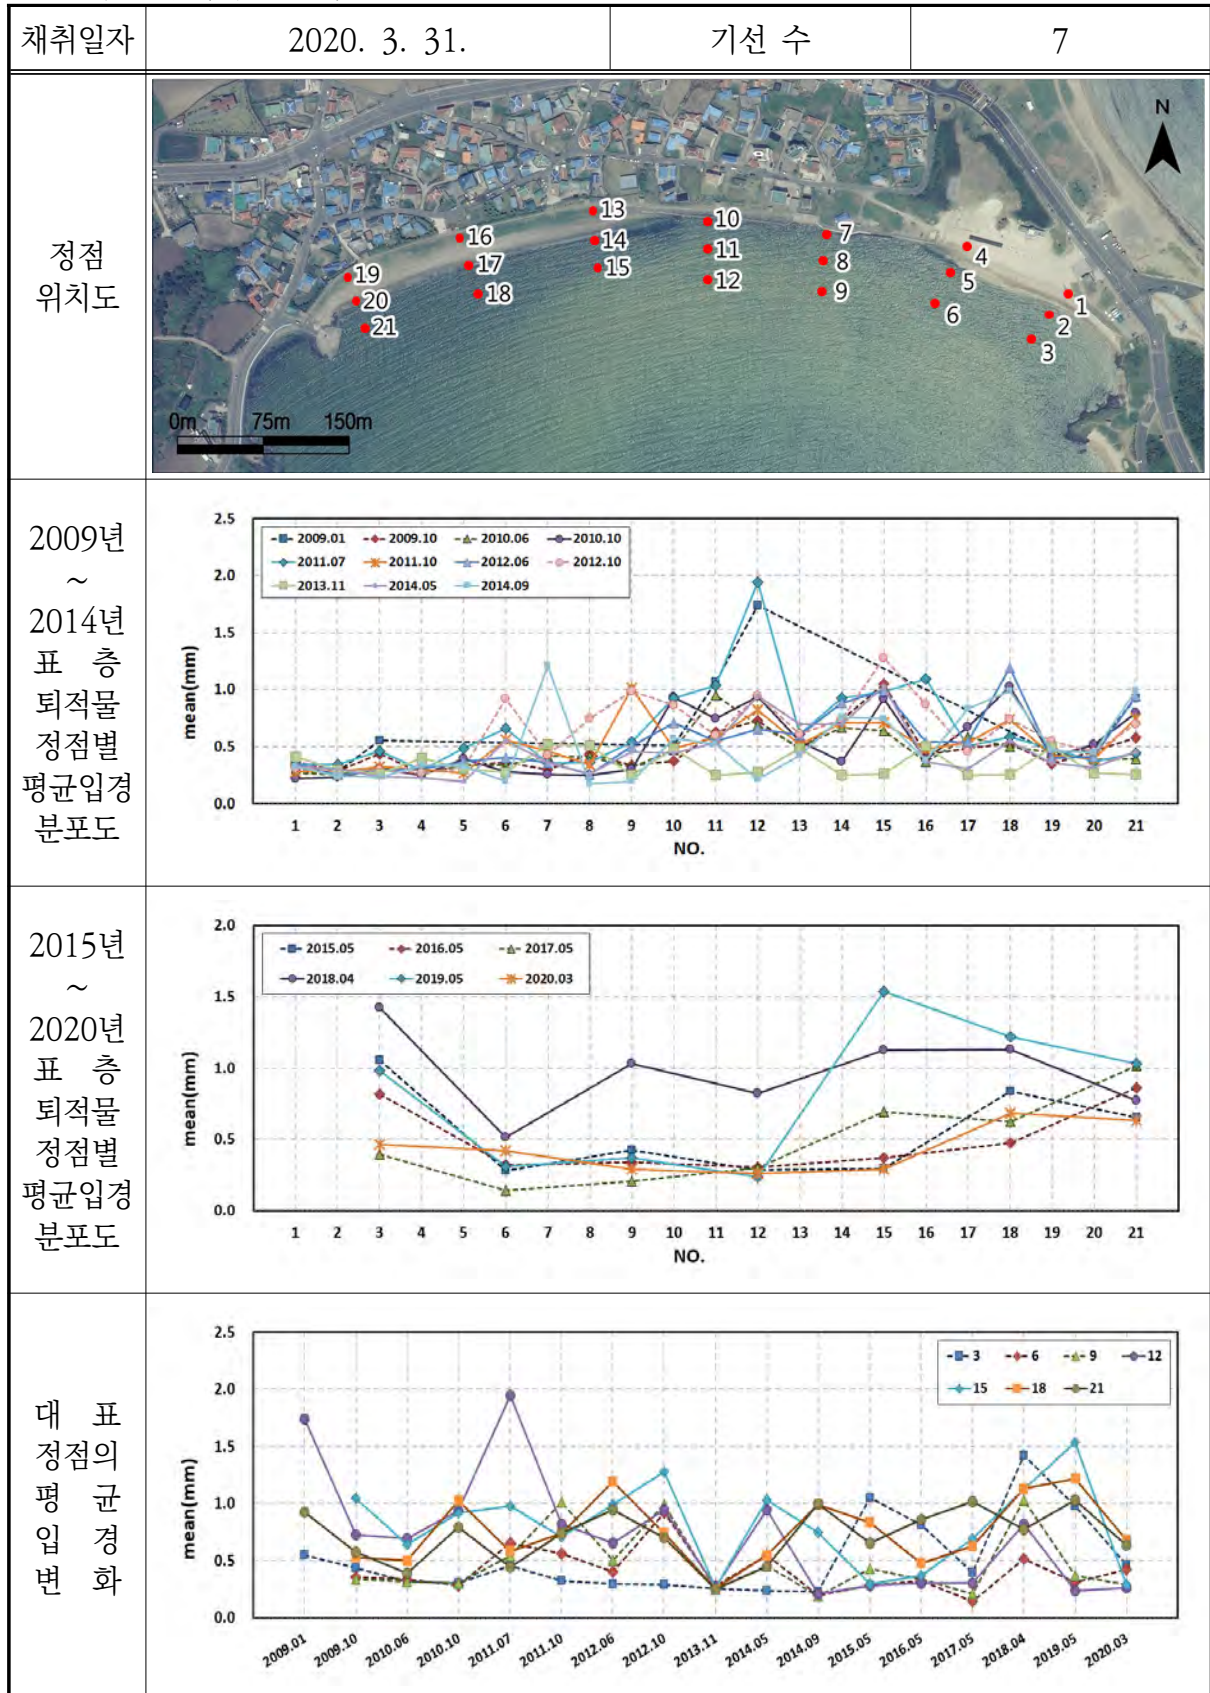 채취일자 2020. 3. 31. 기선 수 7
정점
위치도
N
13
10
16
14
7
11
4
17
15
8
19
5
12
18
9
1
20
6
2
21
3
0m 75m 150m
2009년
~
2014년
표 층
퇴적물
정점별
평균입경
분포도
mean(mm)
2.5
2.0
1.5
1.0
0.5
0.0
2009.01 2009.10 2010.06 2010.10
2011.07 2011.10 2012.06 2012.10
2013.11 2014.05 2014.09
1 2 3 4 5 6 7 8 9 10 11 12 13 14 15 16 17 18 19 20 21
NO.
2015년
~
2020년
표 층
퇴적물
정점별
평균입경
분포도
mean(mm)
2.0
1.5
1.0
0.5
0.0
2015.05 2016.05 2017.05
2018.04 2019.05 2020.03
1 2 3 4 5 6 7 8 9 10 11 12 13 14 15 16 17 18 19 20 21
NO.
대 표
정점의
평 균
입 경
변 화
mean(mm)
2.5
2.0
1.5
1.0
0.5
0.0
3 6 9 12
15 18 21
2009.01 2009.10 2010.06 2010.10 2011.07 2011.10 2012.06 2012.10 2013.11 2014.05 2014.09 2015.05 2016.05 2017.05 2018.04 2019.05 2020.03